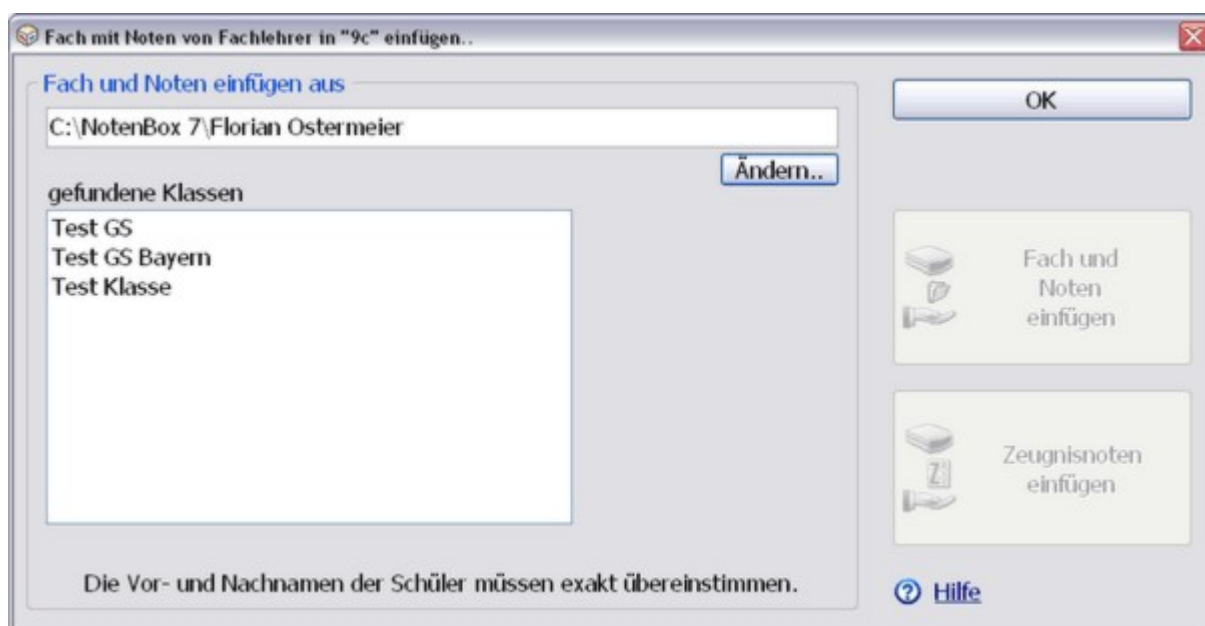 Fach mit Noten von Fachlehrer in "9c" einfügen..
Fach und Noten einfügen aus
OK
C:\NotenBox 7\Florian Ostermeier
Ändern..
gefundene Klassen
Test GS
Test GS Bayern
Test Klasse
Fach und
Noten
einfügen
Z
Zeugnisnoten
einfügen
Die Vor- und Nachnamen der Schüler müssen exakt übereinstimmen.
? Hilfe